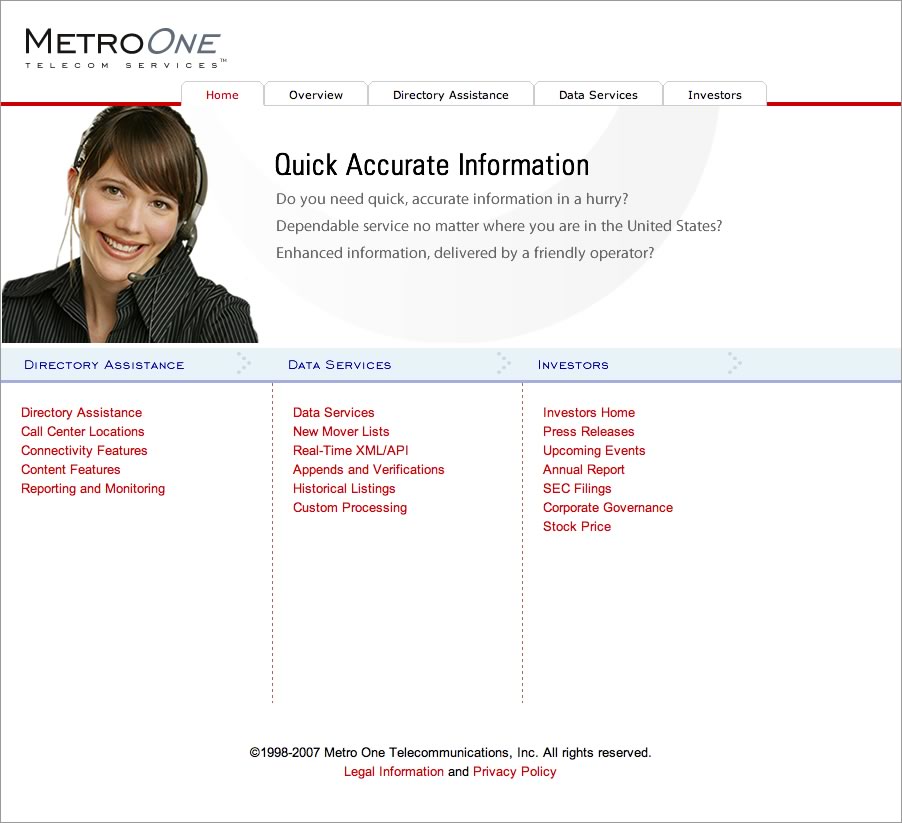 METROONE
TELECOM SERVICES™
Home Overview Directory Assistance Data Services Investors
Quick Accurate Information
Do you need quick, accurate information in a hurry?
Dependable service no matter where you are in the United States?
Enhanced information, delivered by a friendly operator?
DIRECTORY ASSISTANCE DATA SERVICES INVESTORS
Directory Assistance
Call Center Locations
Connectivity Features
Content Features
Reporting and Monitoring
Data Services
New Mover Lists
Real-Time XML/API
Appends and Verifications
Historical Listings
Custom Processing
Investors Home
Press Releases
Upcoming Events
Annual Report
SEC Filings
Corporate Governance
Stock Price
©1998-2007 Metro One Telecommunications, Inc. All rights reserved.
Legal Information and Privacy Policy